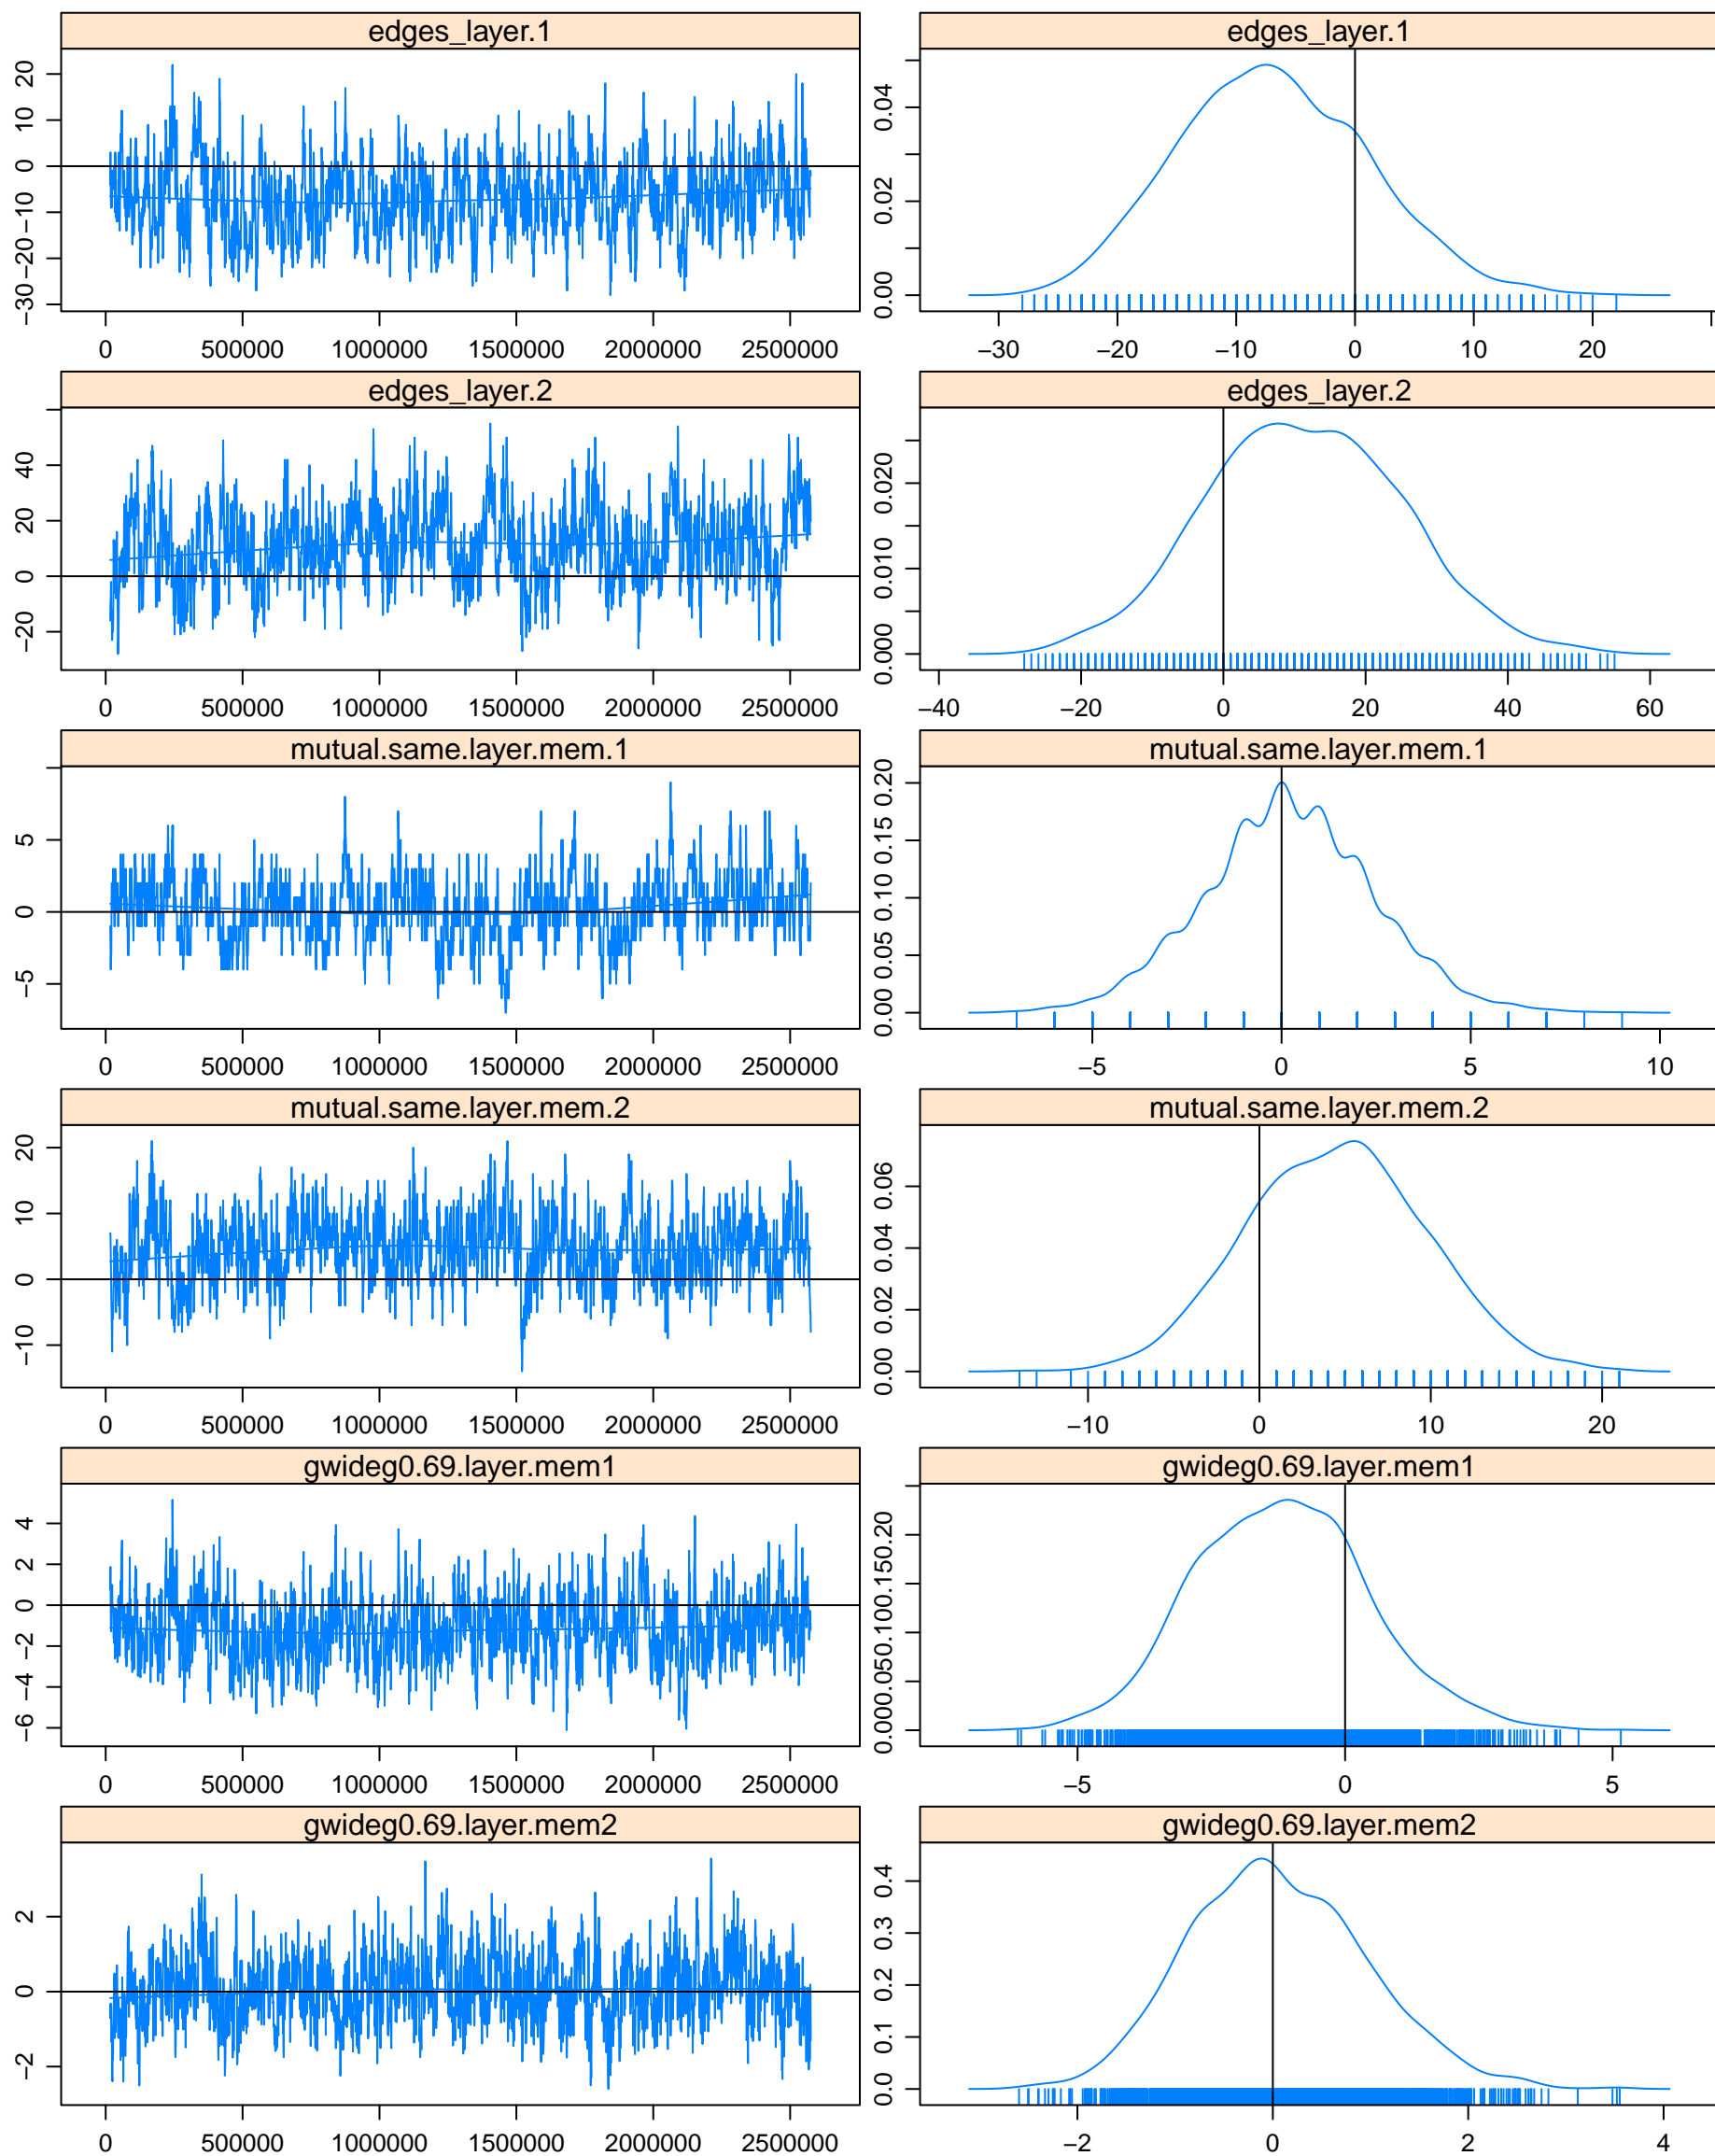 edges_layer.1
20
10
0
−10
−20
−30
0 500000 1000000 1500000 2000000 2500000
edges_layer.1
0.04
0.02
0.00
−30 −20 −10 0 10 20
edges_layer.2
40
20
0
−20
0 500000 1000000 1500000 2000000 2500000
edges_layer.2
0.020
0.010
0.000
−40 −20 0 20 40 60
mutual.same.layer.mem.1
5
0
−5
0 500000 1000000 1500000 2000000 2500000
mutual.same.layer.mem.1
0.20
0.15
0.10
0.05
0.00
−5 0 5 10
mutual.same.layer.mem.2
20
10
0
−10
0 500000 1000000 1500000 2000000 2500000
mutual.same.layer.mem.2
0.06
0.04
0.02
0.00
−10 0 10 20
gwideg0.69.layer.mem1
4
2
0
−2
−4
−6
0 500000 1000000 1500000 2000000 2500000
gwideg0.69.layer.mem1
0.20
0.15
0.10
0.05
0.00
−5 0 5
gwideg0.69.layer.mem2
2
0
−2
0 500000 1000000 1500000 2000000 2500000
gwideg0.69.layer.mem2
0.4
0.3
0.2
0.1
0.0
−2 0 2 4